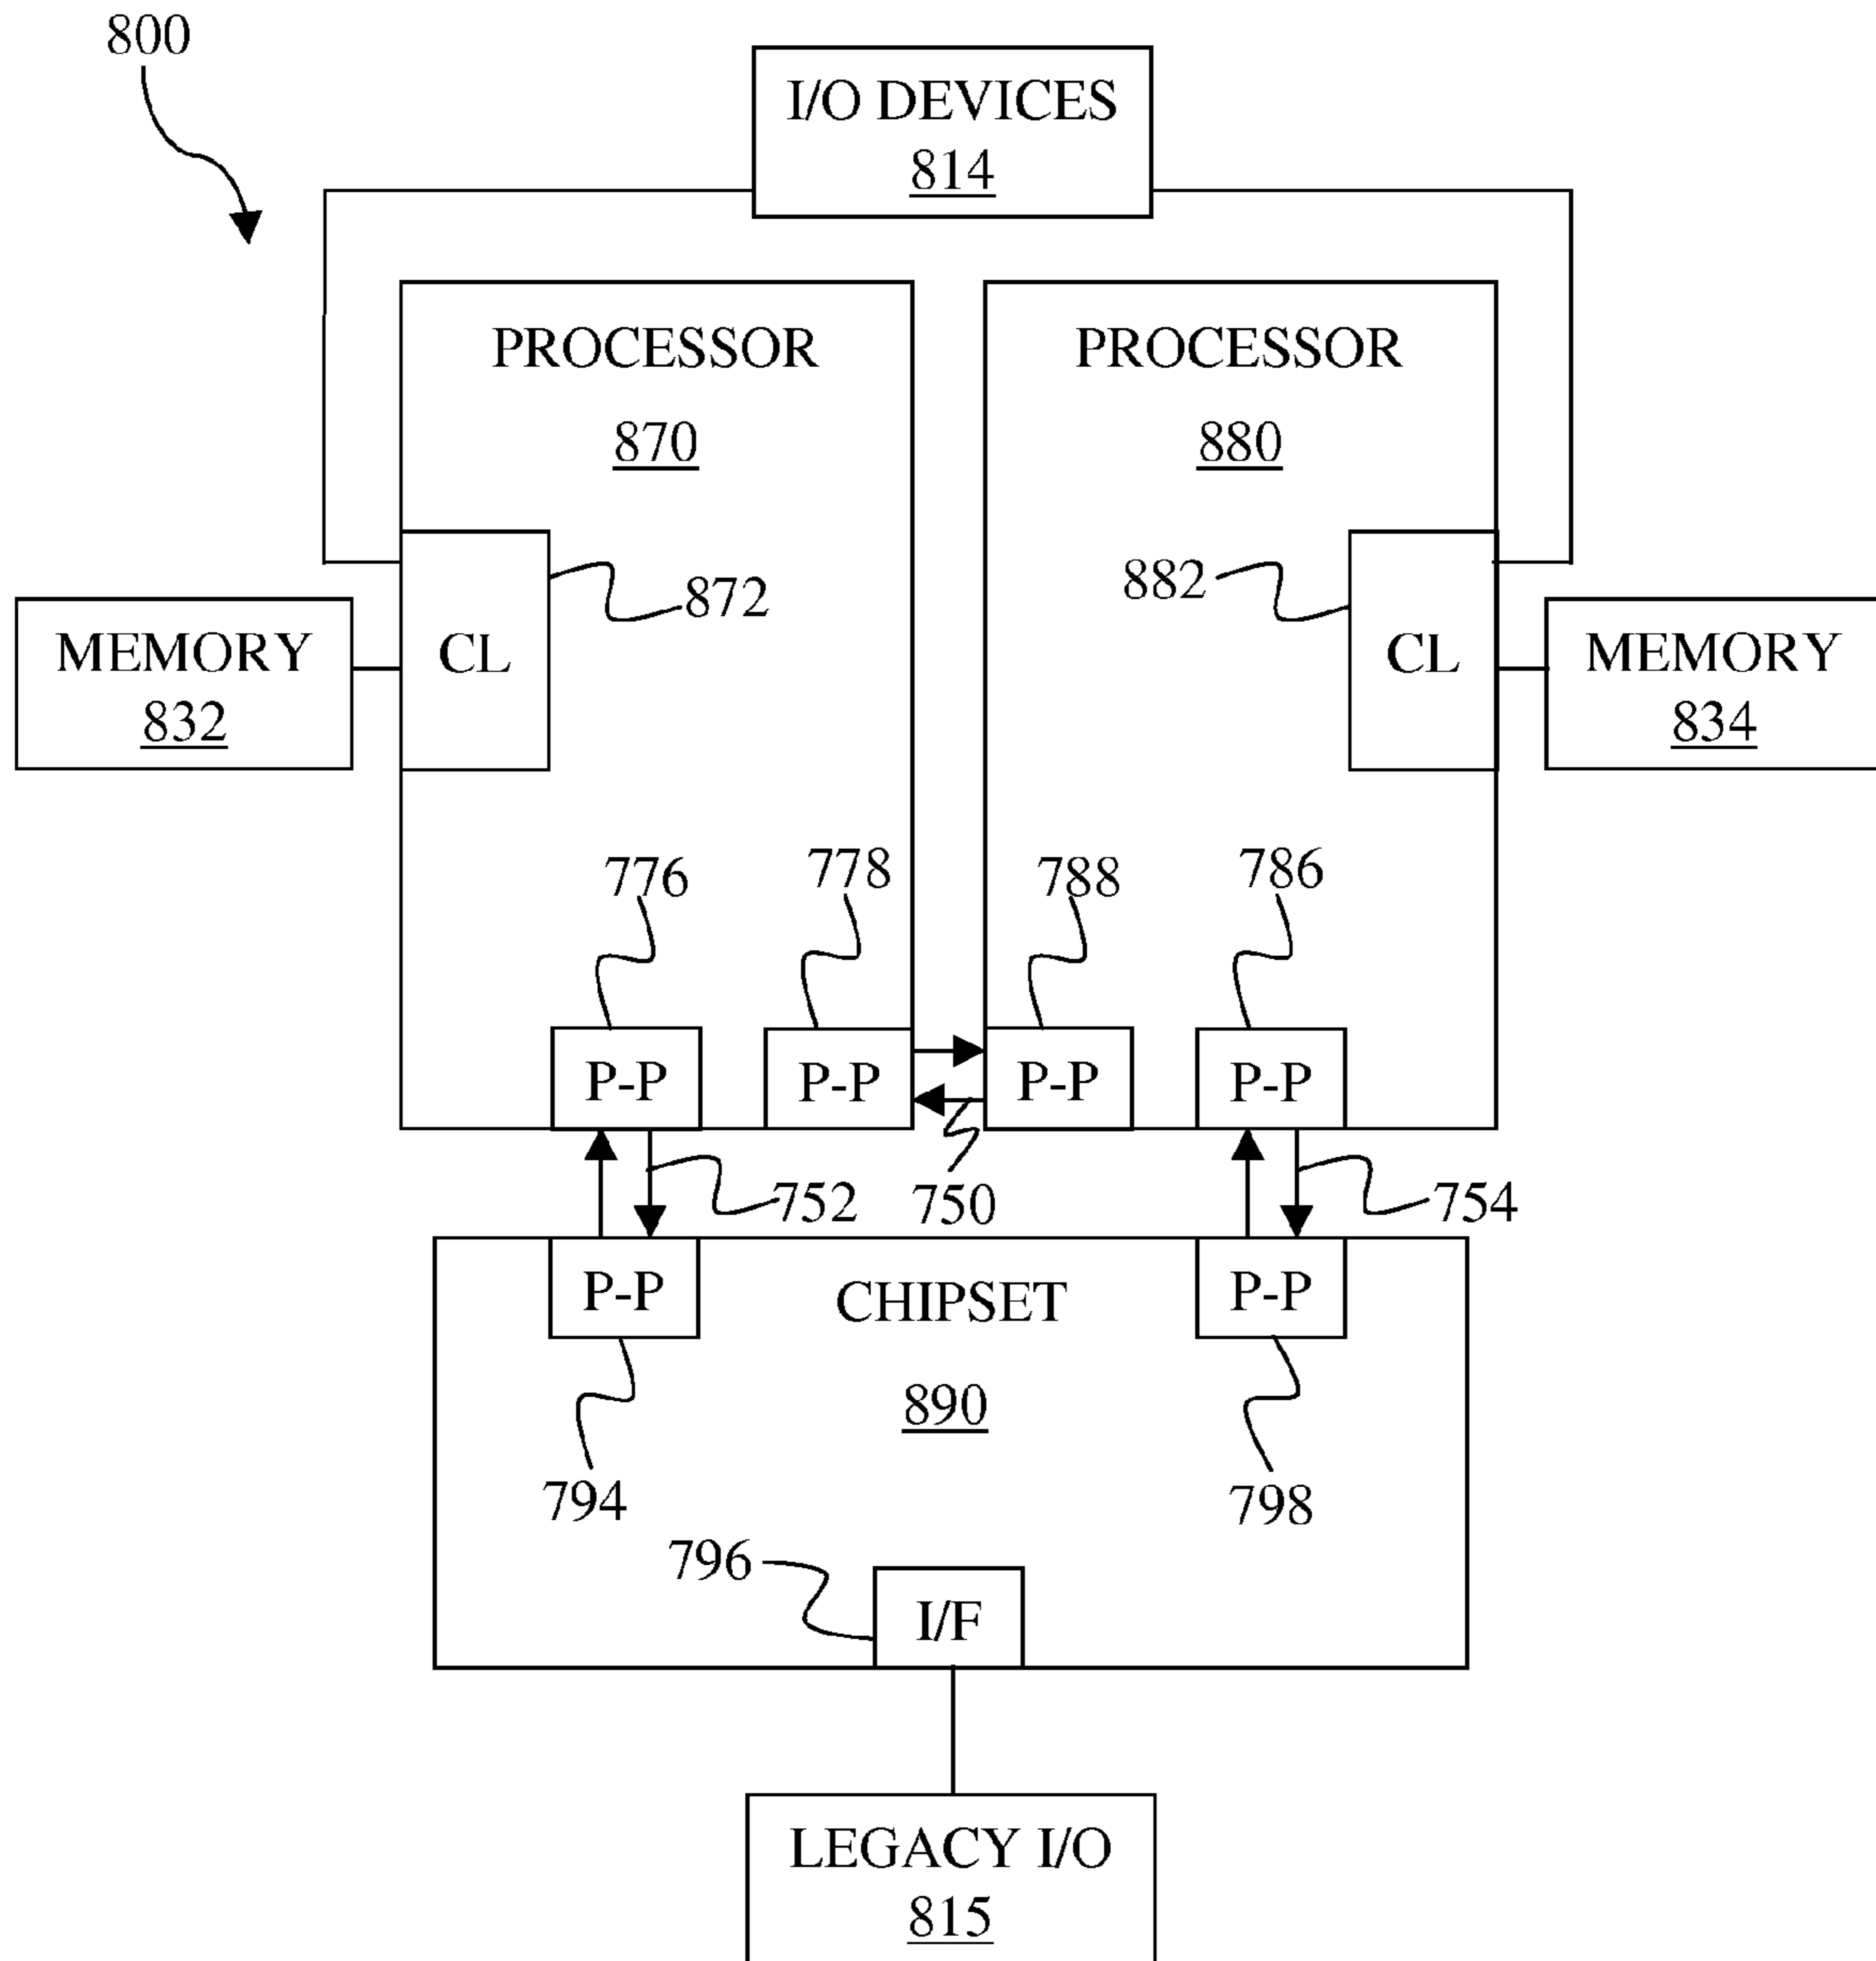 800
I/O DEVICES
814
PROCESSOR
870
PROCESSOR
880
872
882
MEMORY
832
CL
CL
MEMORY
834
776
778
788
786
P-P
P-P
P-P
P-P
752
750
754
P-P
CHIPSET
P-P
890
794
798
796
I/F
LEGACY I/O
815